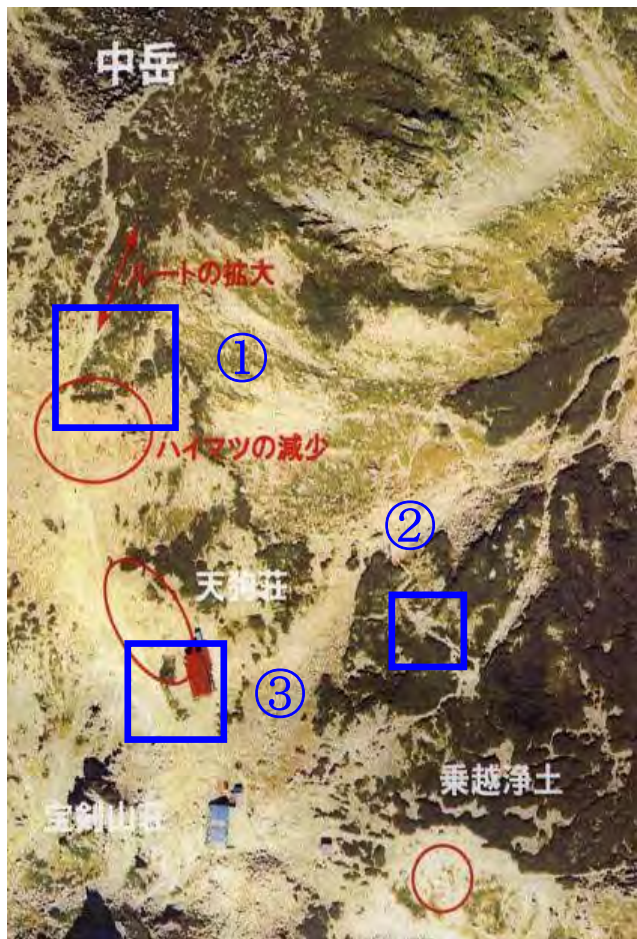 中岳
ルートの拡大
①
ハイマツの減少
②
天狗荘
③
乗越浄土
宝剣山荘